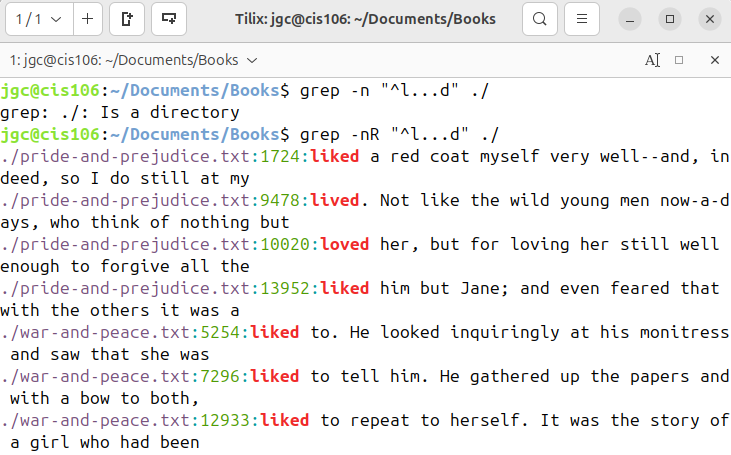 1 / 1
Tilix: jgc@cis106: ~/Documents/Books
1: jgc@cis106: ~/Documents/Books
jgc@cis106:~/Documents/Books$ grep -n "^l...d" ./
grep: ./: Is a directory
jgc@cis106:~/Documents/Books$ grep -nR "^l...d" ./
./pride-and-prejudice.txt:1724:liked a red coat myself very well--and, in
deed, so I do still at my
./pride-and-prejudice.txt:9478:lived. Not like the wild young men now-a-d
ays, who think of nothing but
./pride-and-prejudice.txt:10020:loved her, but for loving her still well
enough to forgive all the
./pride-and-prejudice.txt:13952:liked him but Jane; and even feared that
with the others it was a
./war-and-peace.txt:5254:liked to. He looked inquiringly at his monitress
 and saw that she was
./war-and-peace.txt:7296:liked to tell him. He gathered up the papers and
 with a bow to both,
./war-and-peace.txt:12933:liked to repeat to herself. It was the story of
 a girl who had been